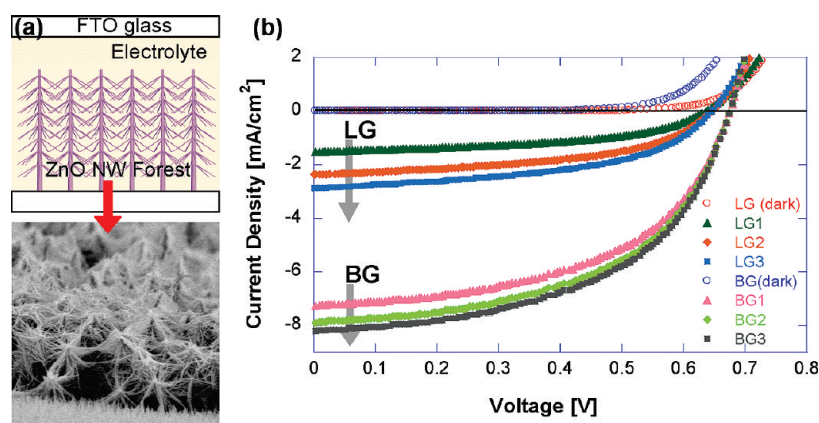 (a)
FTO glass
Electrolyte
ZnO NW Forest
(b)
Current Density [mA/cm²]
2
0
-2
-4
-6
-8
LG
BG
LG (dark)
LG1
LG2
LG3
BG(dark)
BG1
BG2
BG3
0
0.1
0.2
0.3
0.4
0.5
0.6
0.7
0.8
Voltage [V]